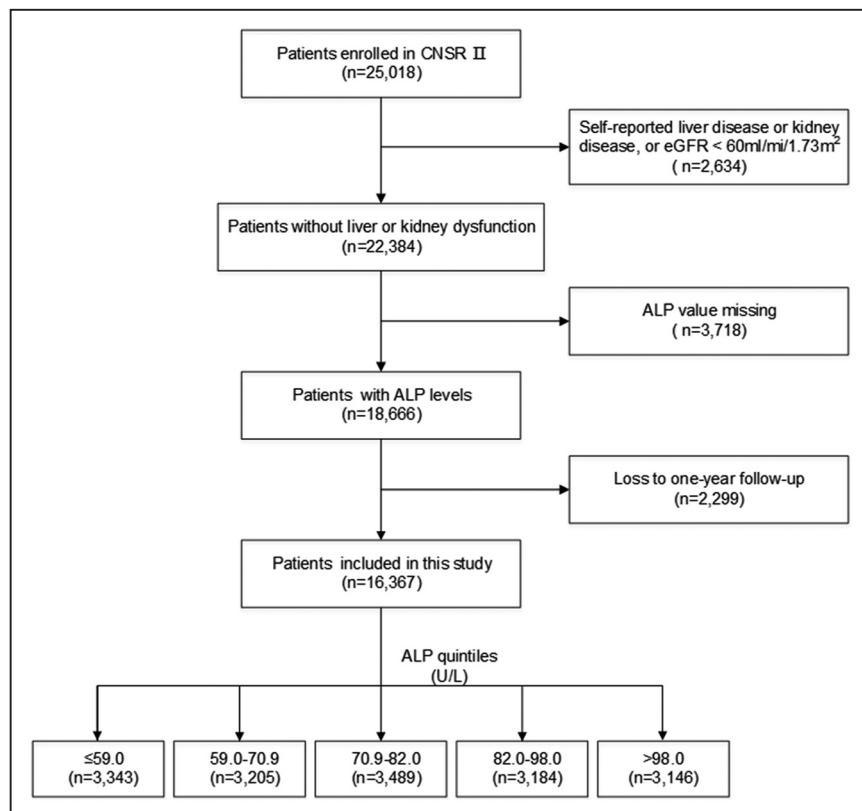 Patients enrolled in CNSR Ⅱ
(n=25,018)
Self-reported liver disease or kidney
disease, or eGFR < 60ml/mi/1.73m²
( n=2,634)
Patients without liver or kidney dysfunction
(n=22,384)
ALP value missing
( n=3,718)
Patients with ALP levels
(n=18,666)
Loss to one-year follow-up
(n=2,299)
Patients included in this study
(n=16,367)
ALP quintiles
(U/L)
≤59.0
(n=3,343)
59.0-70.9
(n=3,205)
70.9-82.0
(n=3,489)
82.0-98.0
(n=3,184)
>98.0
(n=3,146)